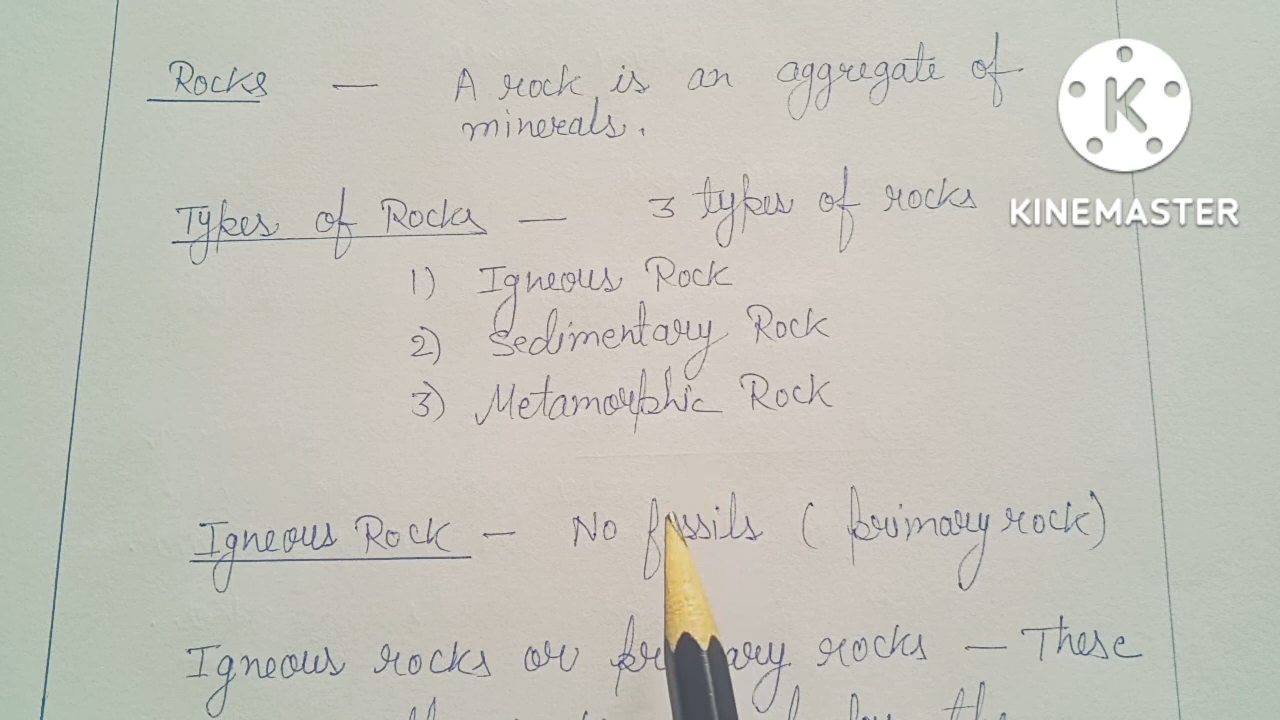 Rocks — A rock is an aggregate of
minerals.
K
KINEMASTER
Types of Rocks — 3 types of rocks
1) Igneous Rock
2) Sedimentary Rock
3) Metamorphic Rock
Igneous Rock — No fossils (primary rock)
Igneous rocks or primary rocks — These